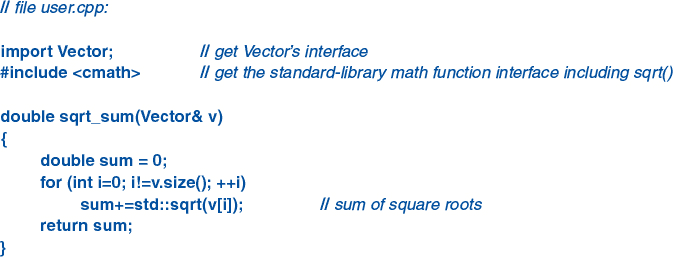 // file user.cpp:
import Vector; // get Vector's interface
#include <cmath> // get the standard-library math function interface including sqrt()
double sqrt_sum(Vector& v)
{
double sum = 0;
for (int i=0; i!=v.size(); ++i)
sum+=std::sqrt(v[i]); // sum of square roots
return sum;
}